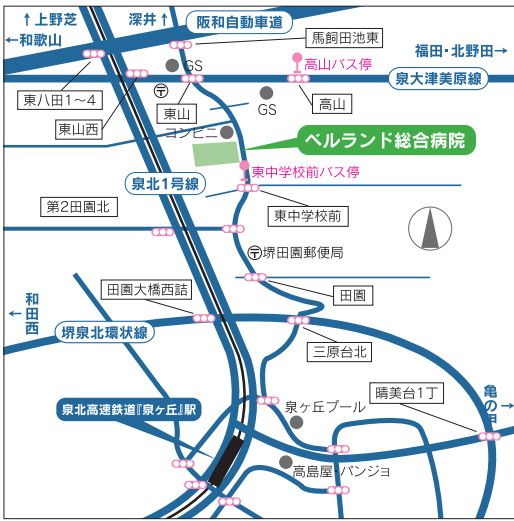 ↑上野芝
深井↑
阪和自動車道
馬飼田池東
←和歌山
福田・北野田→
GS
高山バス停
泉大津美原線
東八田1～4
〒
東山
GS
高山
東山西
コンビニ
ベルランド総合病院
東中学校前バス停
泉北1号線
第2田園北
東中学校前
〒堺田園郵便局
田園大橋西詰
田園
和田西
←
堺泉北環状線
三原台北
晴美台1丁
亀の甲
→
泉北高速鉄道『泉ヶ丘』駅
泉ヶ丘プール
高島屋・パンジョ